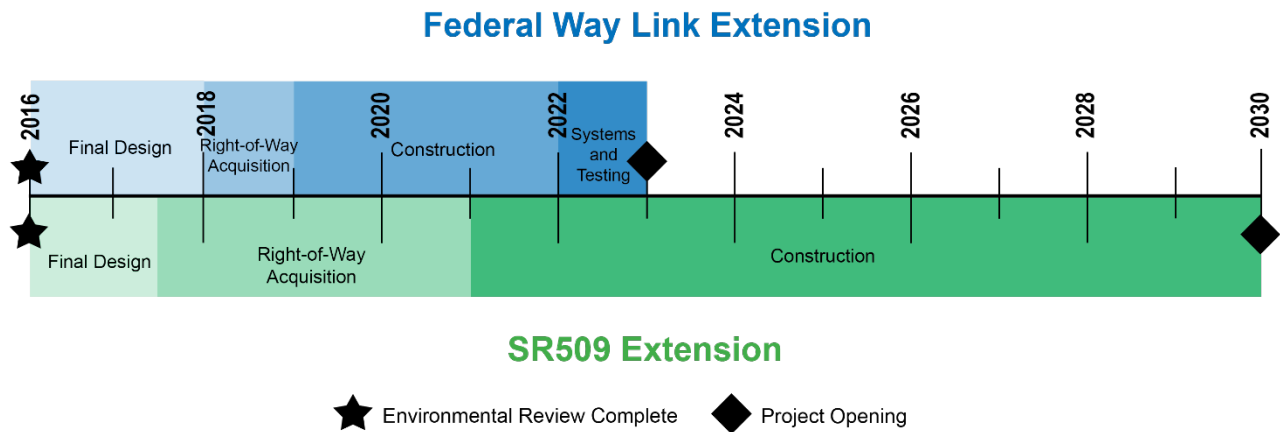 Federal Way Link Extension
2016
2018
2020
2022
2024
2026
2028
2030
Final Design
Right-of-Way
Acquisition
Construction
Systems
and
Testing
Final Design
Right-of-Way
Acquisition
Construction
SR509 Extension
Environmental Review Complete
Project Opening